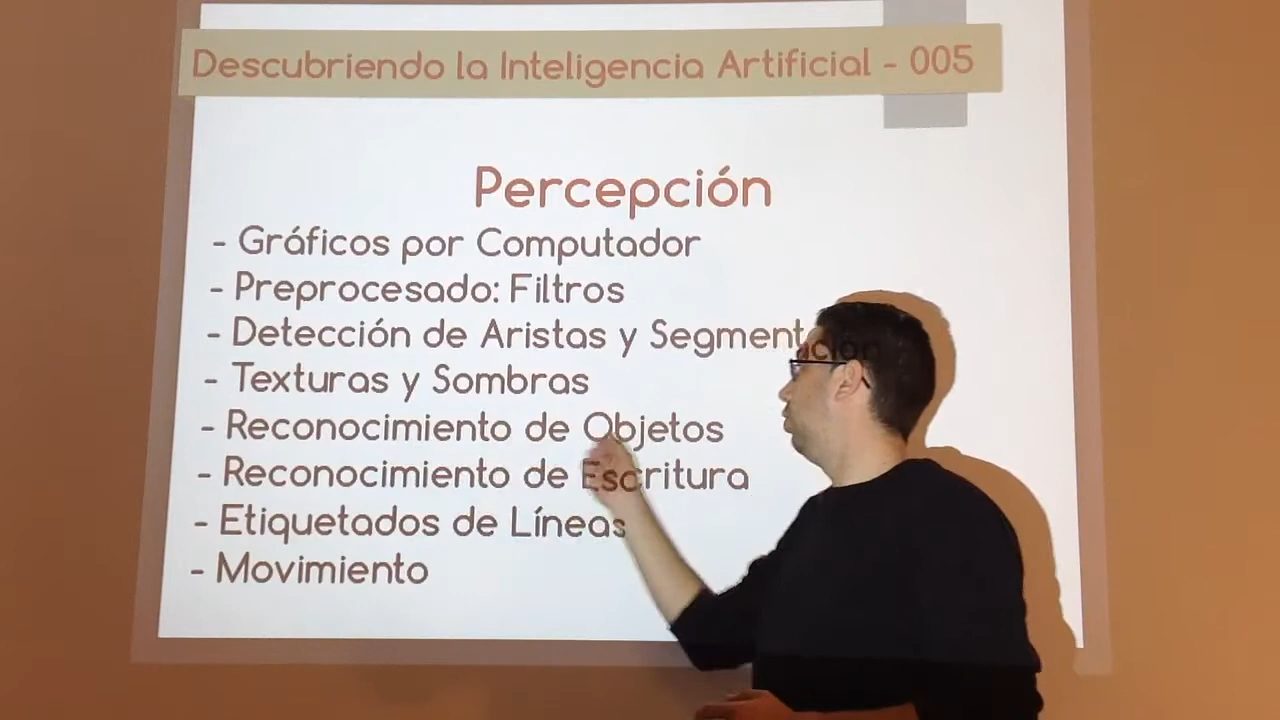 Descubriendo la Inteligencia Artificial - 005
Percepción
- Gráficos por Computador
- Preprocesado: Filtros
- Detección de Aristas y Segmentación
- Texturas y Sombras
- Reconocimiento de Objetos
- Reconocimiento de Escritura
- Etiquetados de Líneas
- Movimiento